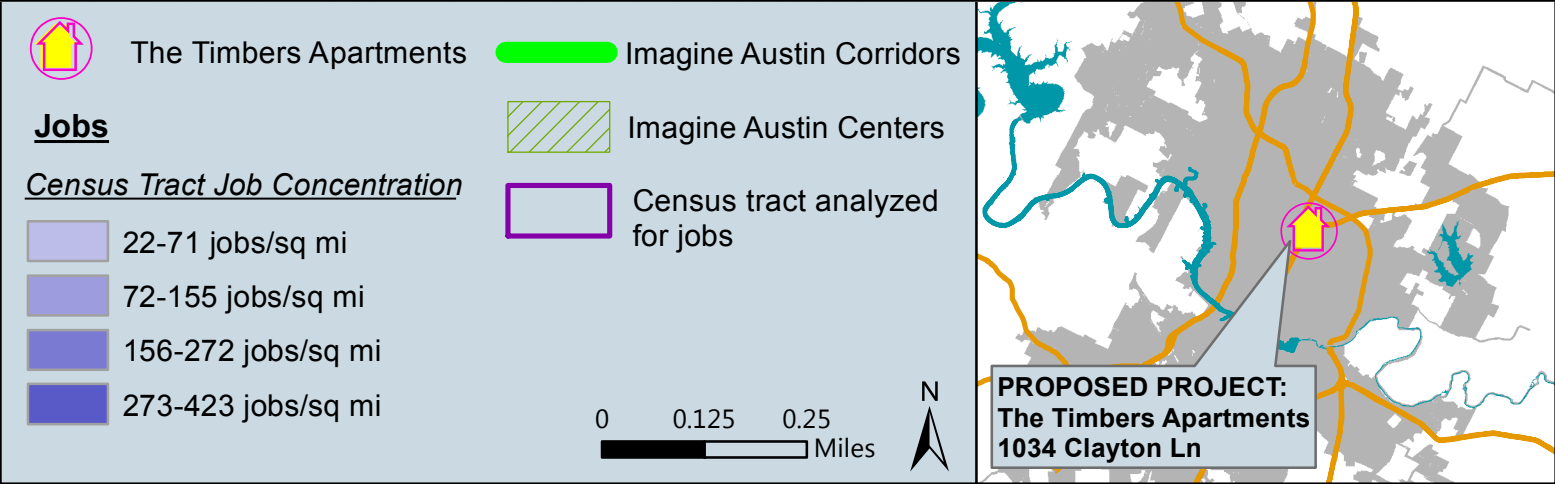 The Timbers Apartments
Jobs
Census Tract Job Concentration
22-71 jobs/sq mi
72-155 jobs/sq mi
156-272 jobs/sq mi
273-423 jobs/sq mi
Imagine Austin Corridors
Imagine Austin Centers
Census tract analyzed
for jobs
0 0.125 0.25
Miles
N
PROPOSED PROJECT:
The Timbers Apartments
1034 Clayton Ln